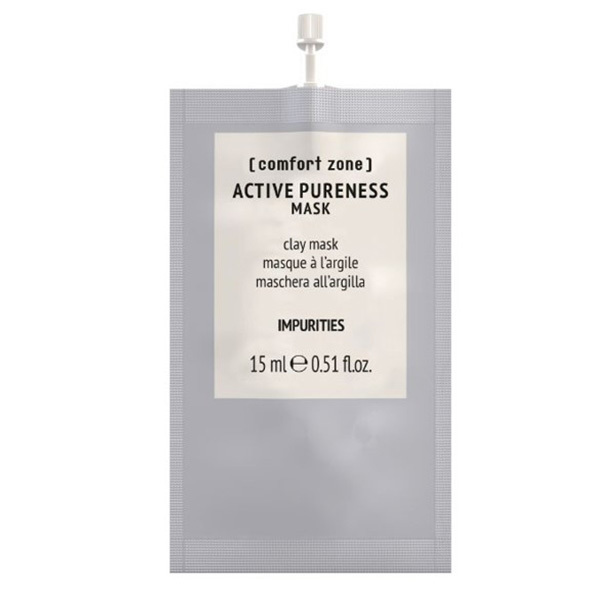 [comfort zone]
ACTIVE PURENESS
MASK
clay mask
masque à l'argile
maschera all'argilla
IMPURITIES
15 ml ℮ 0.51 fl.oz.